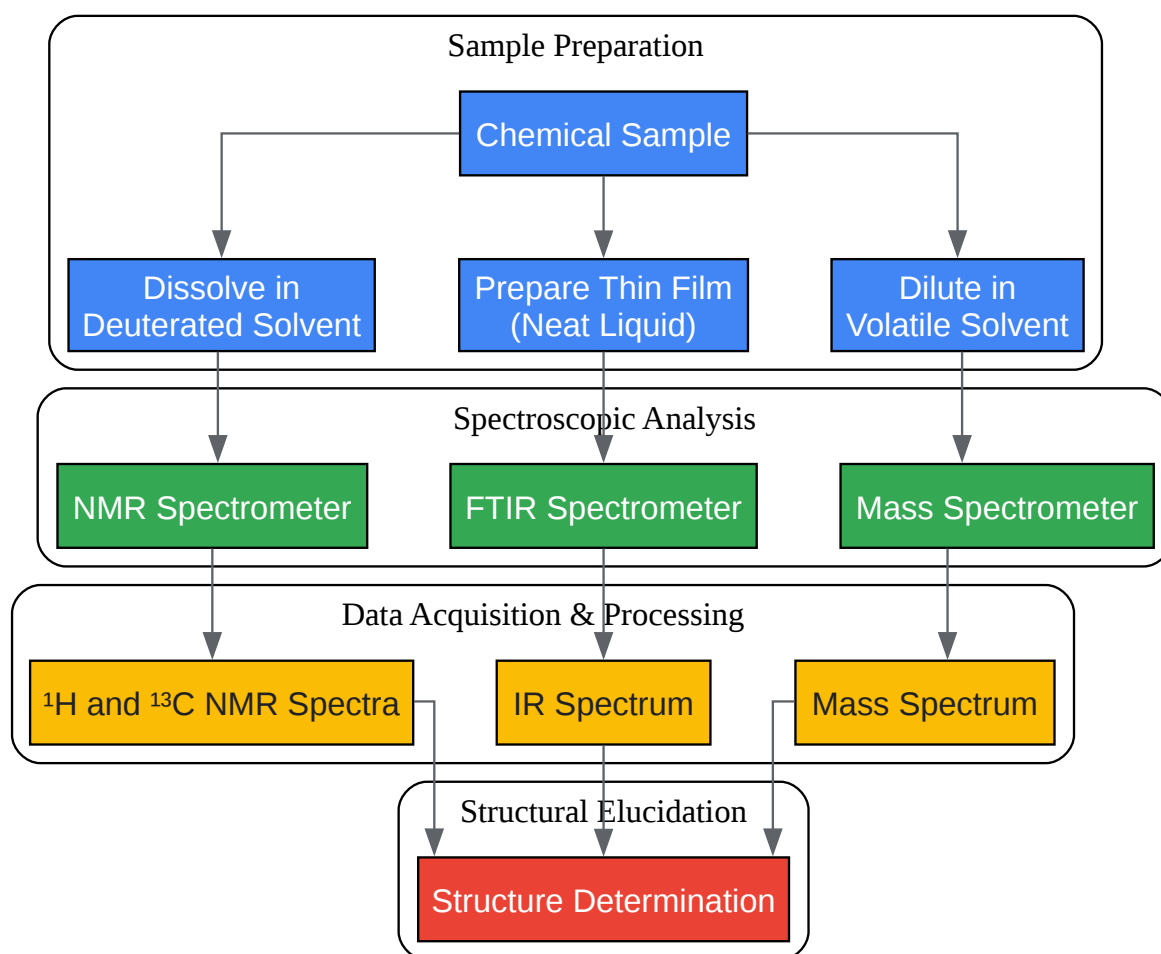 Sample Preparation
Chemical Sample
Dissolve in
Deuterated Solvent
Prepare Thin Film
(Neat Liquid)
Dilute in
Volatile Solvent
Spectroscopic Analysis
NMR Spectrometer
FTIR Spectrometer
Mass Spectrometer
Data Acquisition & Processing
¹H and ¹³C NMR Spectra
IR Spectrum
Mass Spectrum
Structural Elucidation
Structure Determination